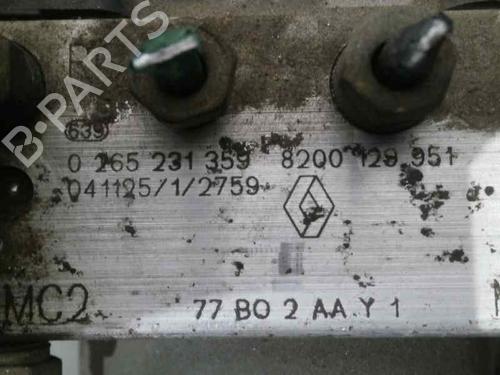 B-PARTS
639
0 265 231 359 8200 129 951
041125/1/2759
MC2
77 BO 2 AA Y 1